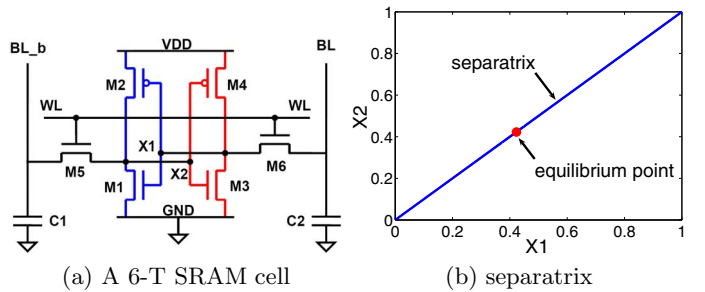 BL_b
VDD
BL
M2
M4
WL
WL
X1
M5
X2
M6
M1
M3
GND
C1
C2
(a) A 6-T SRAM cell
1
0.8
0.6
0.4
0.2
0
X2
separatrix
equilibrium point
0
0.2
0.4
0.6
0.8
1
X1
(b) separatrix